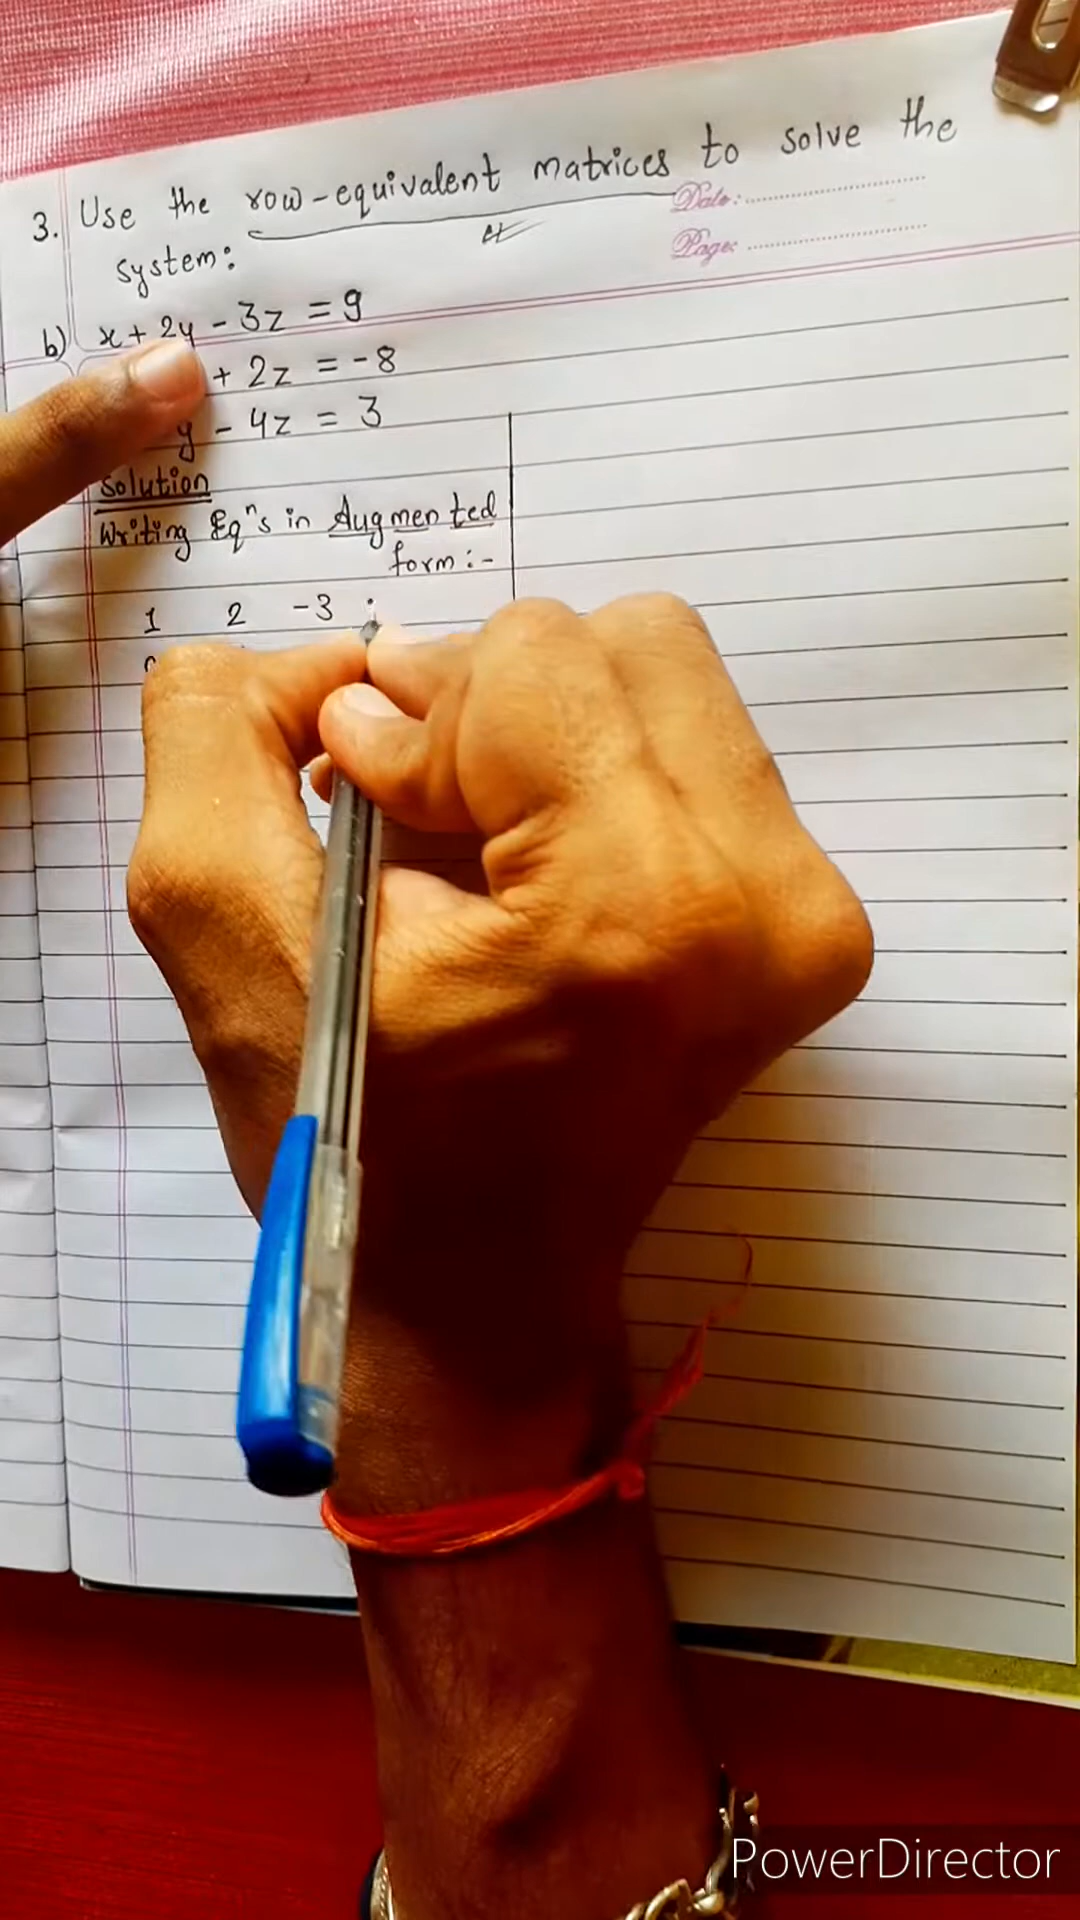 3. Use the row-equivalent matrices to solve the
Date:
system:
Page:
b) x + 2y - 3z = 9
+ 2z = -8
y - 4z = 3
Solution
Writing Eqⁿs in Augmented
form :-
1 2 -3
PowerDirector